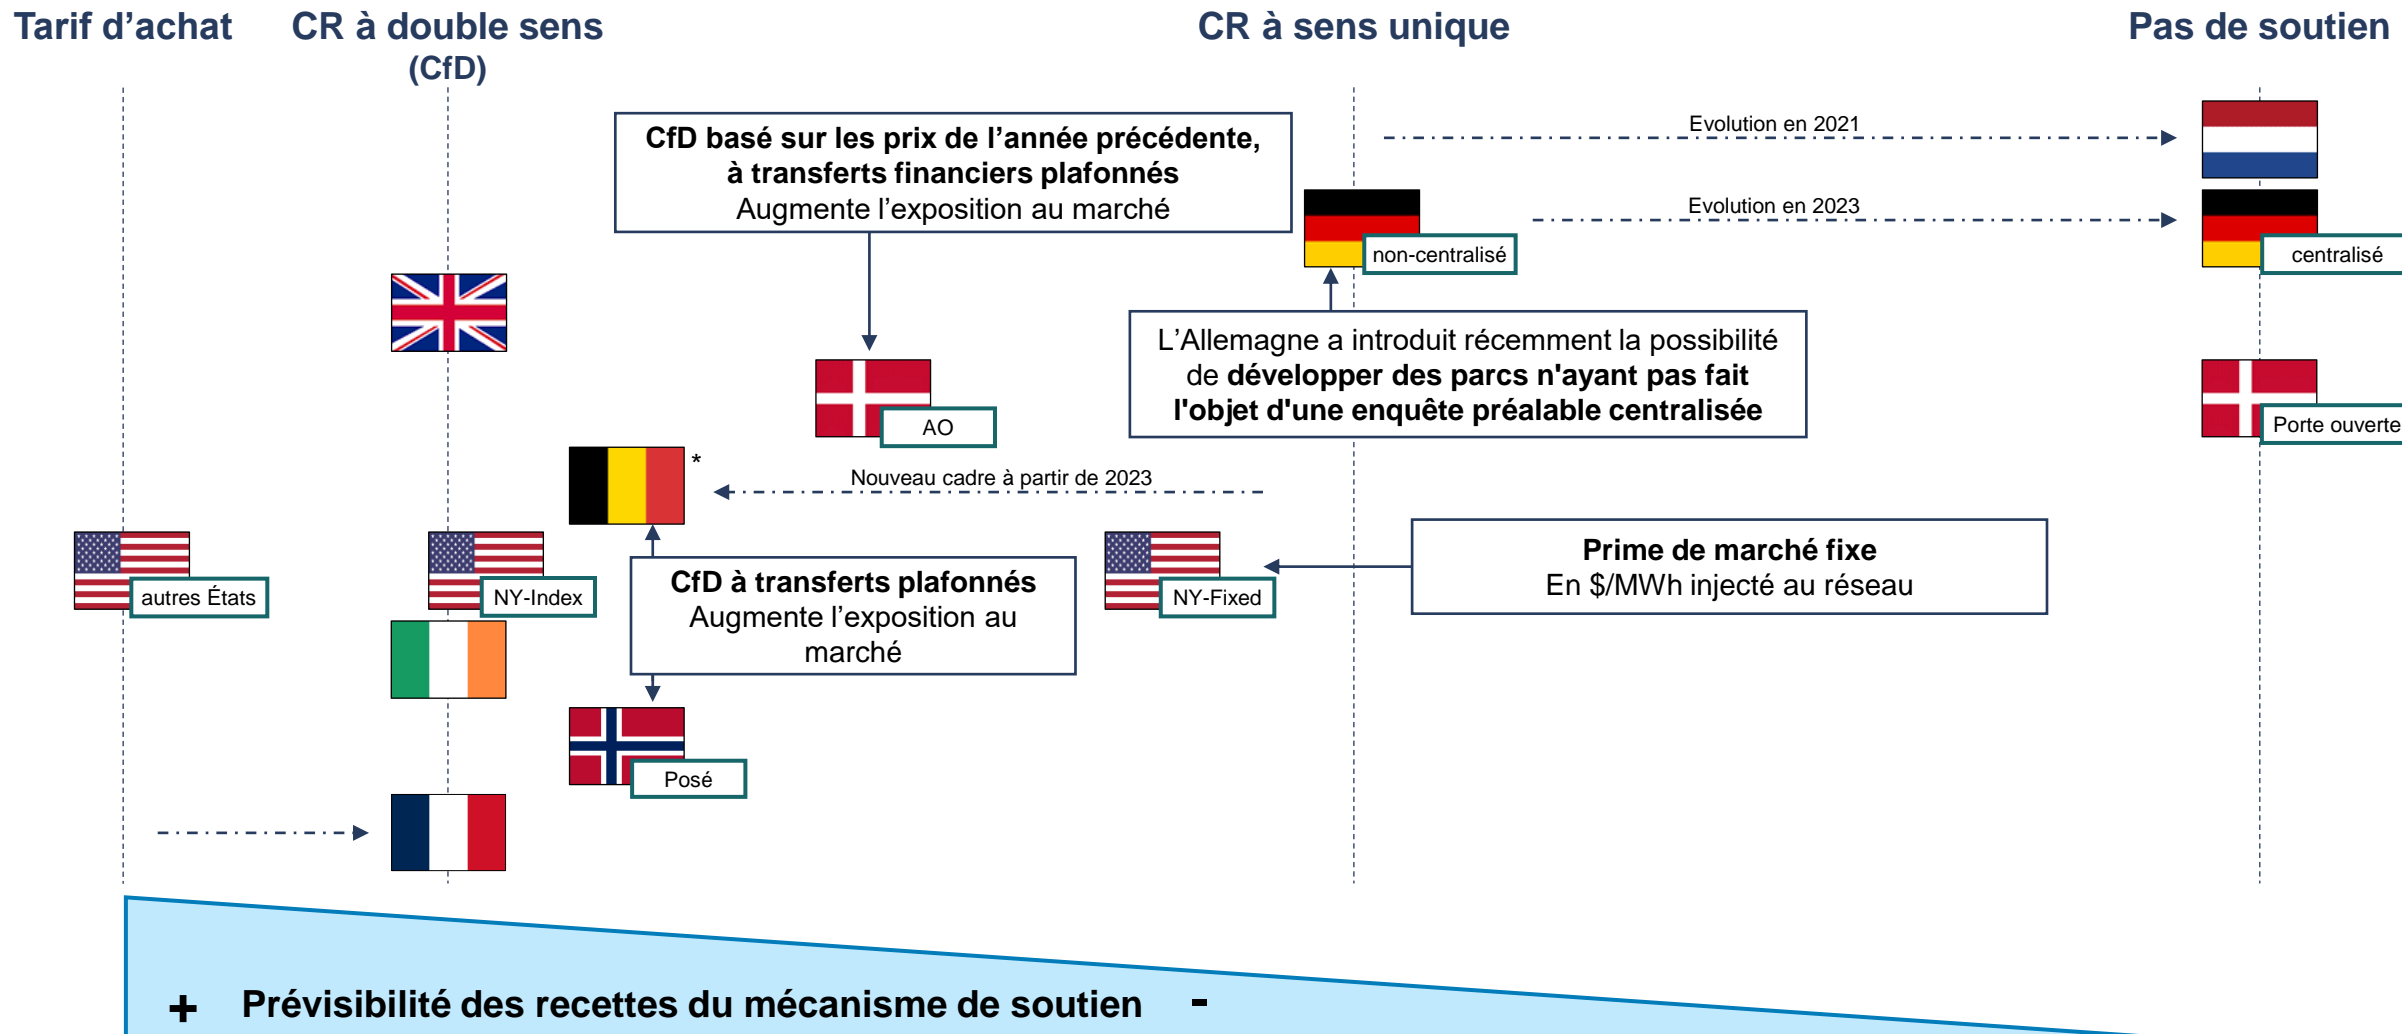 Tarif d’achat
CR à double sens
(CfD)
CR à sens unique
Pas de soutien
CfD basé sur les prix de l’année précédente,
à transferts financiers plafonnés
Augmente l’exposition au marché
Evolution en 2021
Evolution en 2023
non-centralisé
centralisé
L’Allemagne a introduit récemment la possibilité
de développer des parcs n'ayant pas fait
l'objet d'une enquête préalable centralisée
AO
Porte ouverte
*
Nouveau cadre à partir de 2023
autres États
NY-Index
CfD à transferts plafonnés
Augmente l’exposition au
marché
NY-Fixed
Prime de marché fixe
En $/MWh injecté au réseau
Posé
+ Prévisibilité des recettes du mécanisme de soutien -